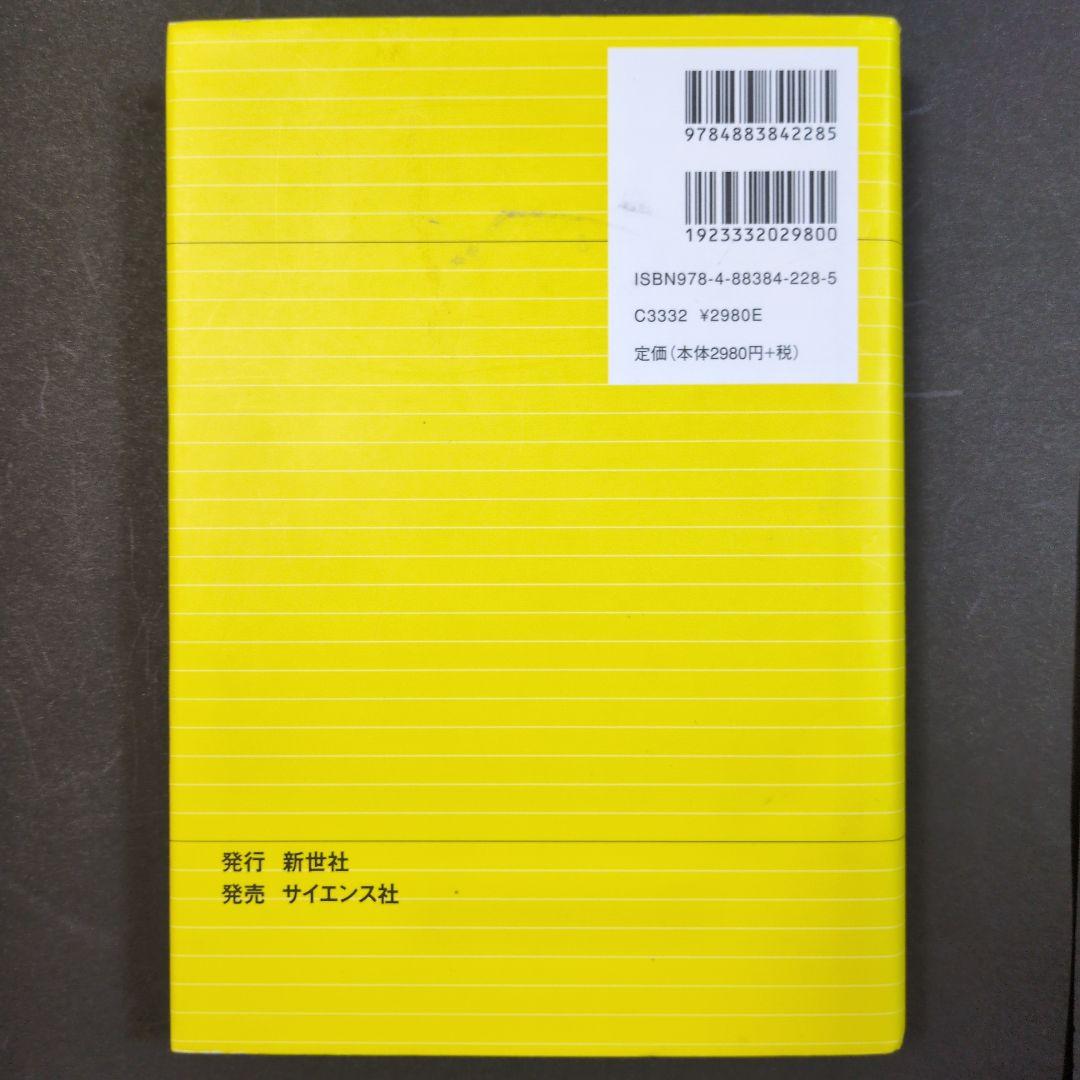 9784883842285
1923332029800
ISBN978-4-88384-228-5
C3332 ¥2980E
定価(本体2980円+税)
発行 新世社
発売 サイエンス社